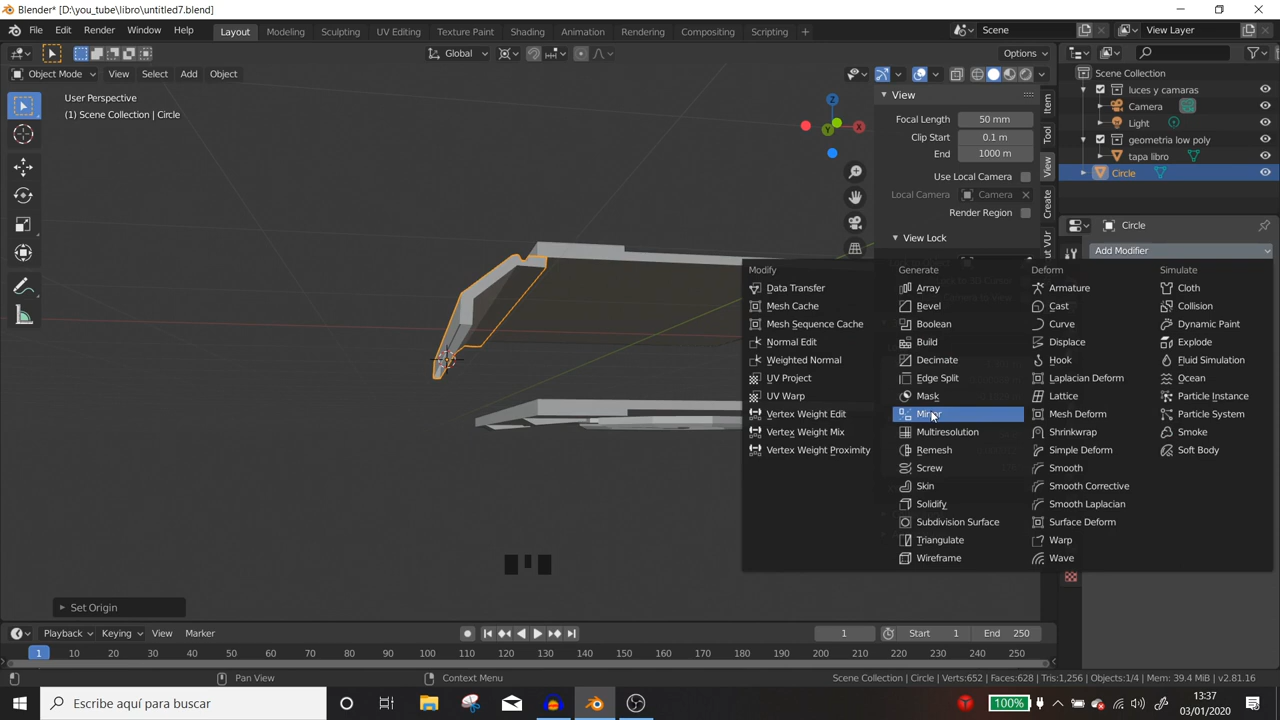 Blender* [D:\you_tube\libro\untitled7.blend]
File Edit Render Window Help Layout Modeling Sculpting UV Editing Texture Paint Shading Animation Rendering Compositing Scripting + Scene View Layer
Global Options
Object Mode View Select Add Object
User Perspective
(1) Scene Collection | Circle
View
Focal Length 50 mm
Clip Start 0.1 m
End 1000 m
Use Local Camera
Local Camera Camera
Render Region
View Lock
Item
Tool
View
Create
Scene Collection
luces y camaras
Camera
Light
geometria low poly
tapa libro
Circle
Circle
Add Modifier
Modify Generate Deform Simulate
Data Transfer Array Armature Cloth
Mesh Cache Bevel Cast Collision
Mesh Sequence Cache Boolean Curve Dynamic Paint
Normal Edit Build Displace Explode
Weighted Normal Decimate Hook Fluid Simulation
UV Project Edge Split Laplacian Deform Ocean
UV Warp Mask Lattice Particle Instance
Vertex Weight Edit Mirror Mesh Deform Particle System
Vertex Weight Mix Multiresolution Shrinkwrap Smoke
Vertex Weight Proximity Remesh Simple Deform Soft Body
Screw Smooth
Skin Smooth Corrective
Solidify Smooth Laplacian
Subdivision Surface Surface Deform
Triangulate Warp
Wireframe Wave
Set Origin
Playback Keying View Marker 1 Start 1 End 250
1 10 20 30 40 50 60 70 80 90 100 110 120 130 140 150 160 170 180 190 200 210 220 230 240 250
Pan View Context Menu Scene Collection | Circle | Verts:652 | Faces:628 | Tris:1,256 | Objects:1/4 | Mem: 39.4 MiB | v2.81.16
Escribe aquí para buscar 100% 13:37
03/01/2020